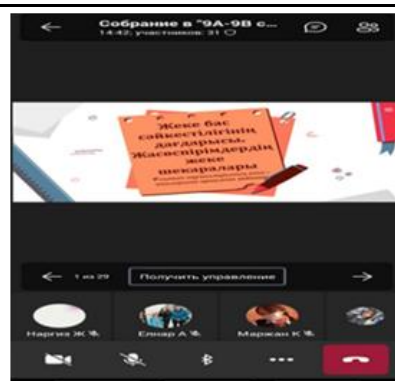 Собрание в "9А-9В с...
14:42, участников: 31
Жеке бас
сәйкестілігінің
дағдарысы.
Жасөспірімдердің
жеке
шекаралары
1 из 29
Получить управление
Наргиз Ж
Елнар А
Маржан К